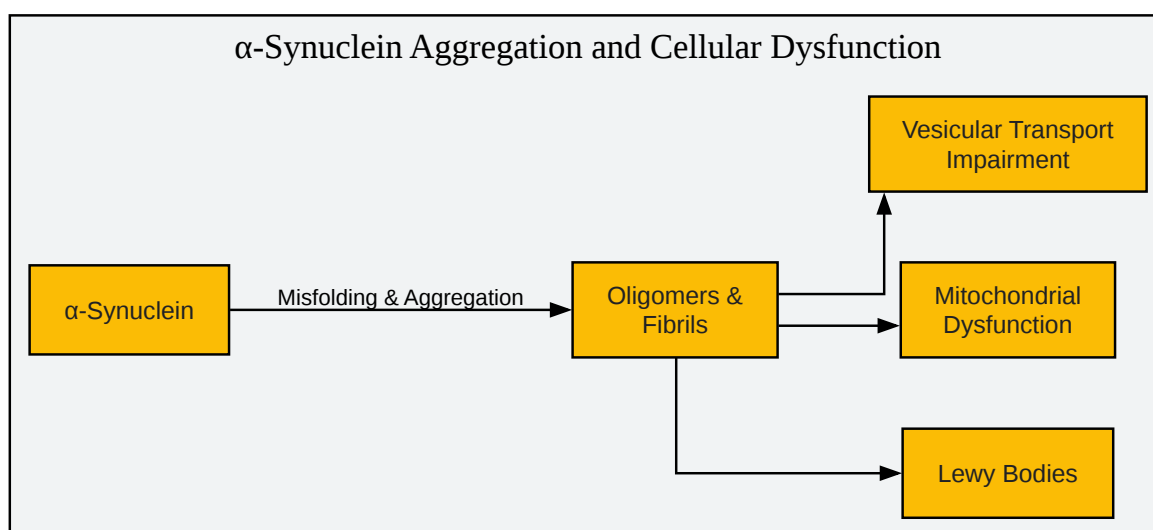 α-Synuclein Aggregation and Cellular Dysfunction
Vesicular Transport
Impairment
α-Synuclein
Misfolding & Aggregation
Oligomers &
Fibrils
Mitochondrial
Dysfunction
Lewy Bodies